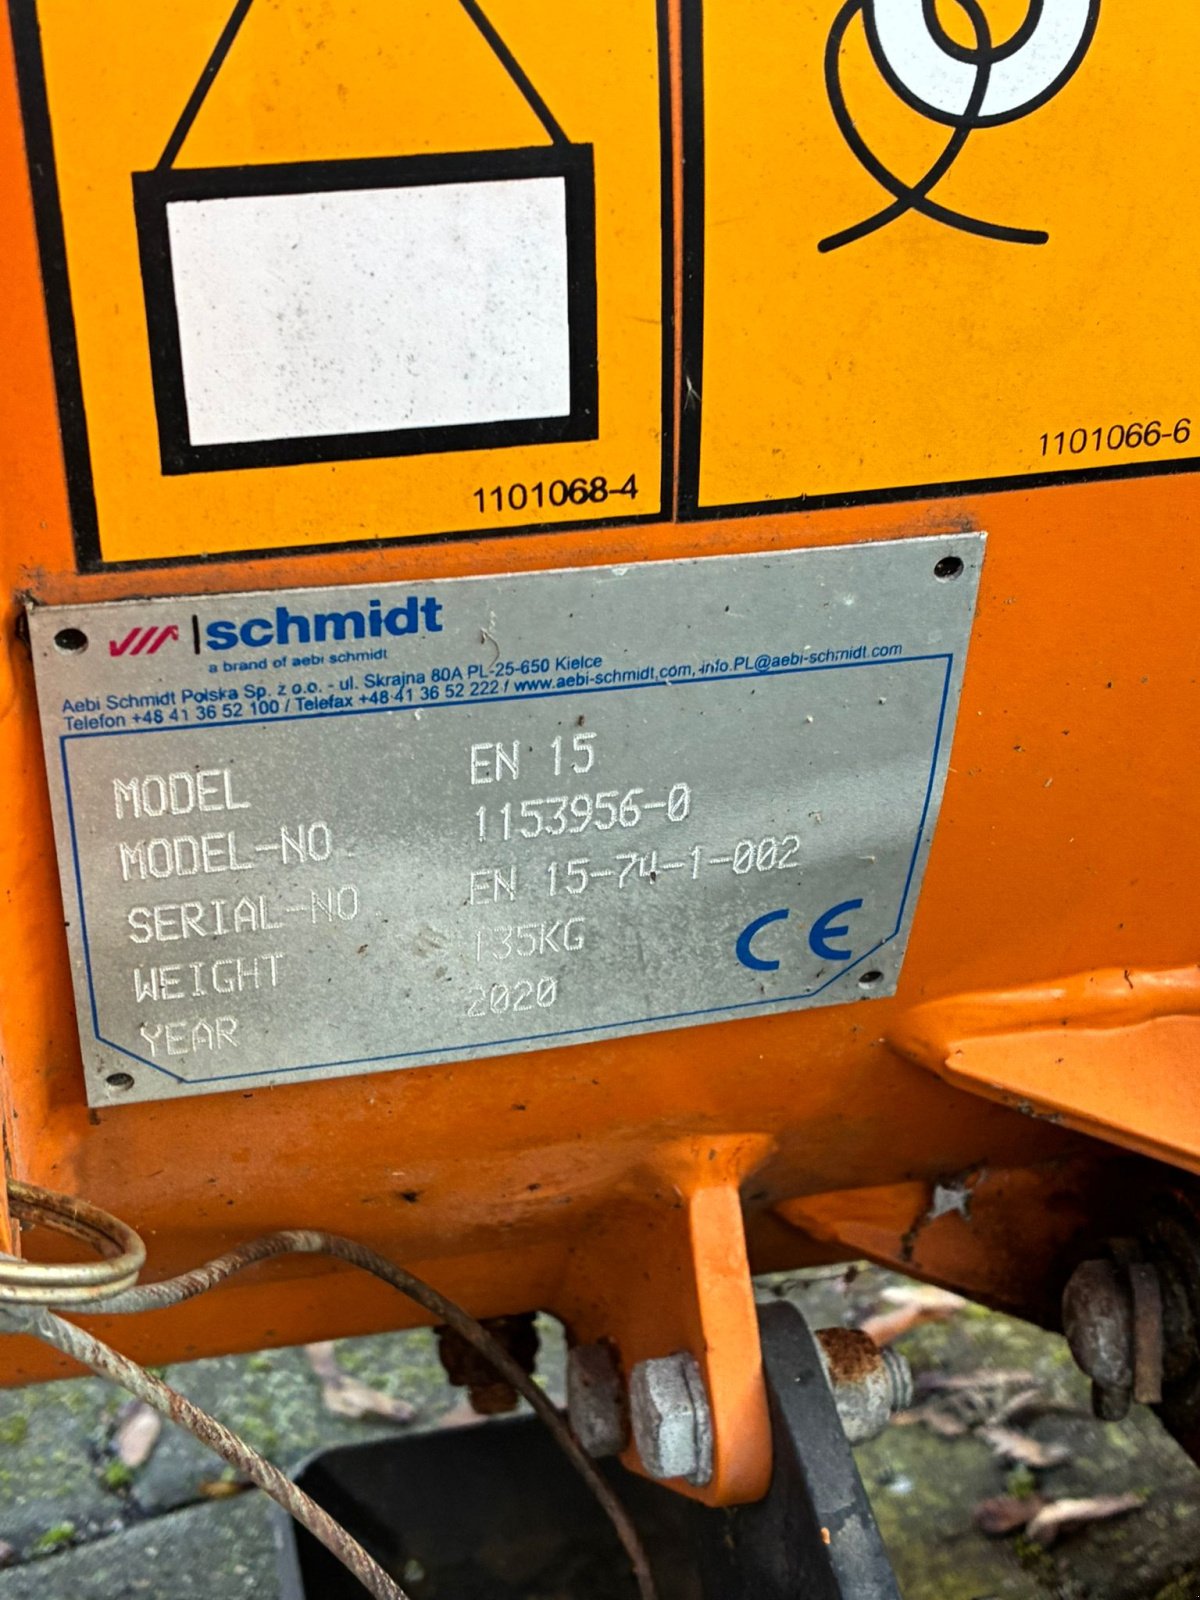 1101068-4
1101066-6
schmidt
a brand of aebi schmidt
Aebi Schmidt Polska Sp. z o.o. - ul. Skrajna 80A PL-25-650 Kielce
Telefon +48 41 36 52 100 / Telefax +48 41 36 52 222 / www.aebi-schmidt.com, info.PL@aebi-schmidt.com
MODEL EN 15
MODEL-NO 1153956-0
SERIAL-NO EN 15-74-1-002
WEIGHT 135KG
YEAR 2020
CE